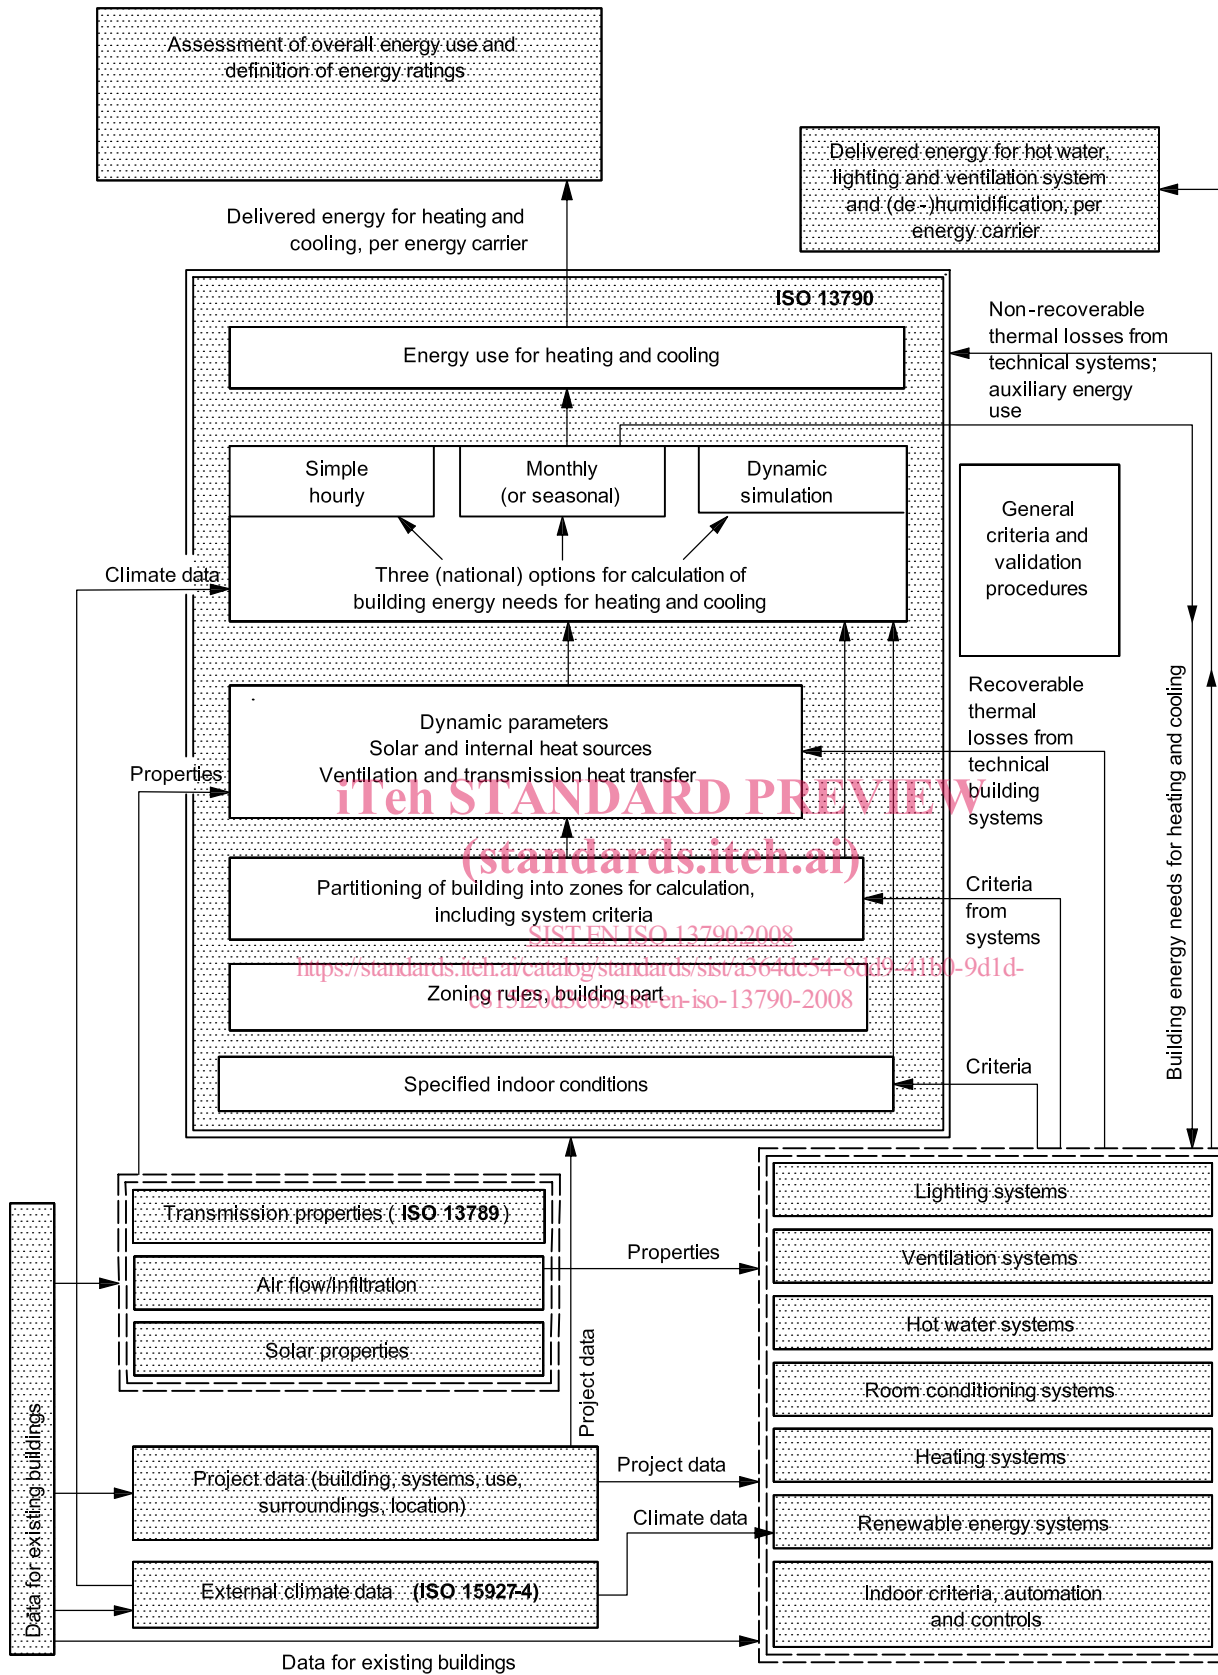 Assessment of overall energy use and
definition of energy ratings
Delivered energy for hot water,
lighting and ventilation system
and (de-)humidification, per
energy carrier
Delivered energy for heating and
cooling, per energy carrier
ISO 13790
Non-recoverable
thermal losses from
technical systems;
auxiliary energy
use
Energy use for heating and cooling
Simple
hourly
Monthly
(or seasonal)
Dynamic
simulation
General
criteria and
validation
procedures
Climate data
Three (national) options for calculation of
building energy needs for heating and cooling
Building energy needs for heating and cooling
Recoverable
thermal
losses from
technical
building
systems
Dynamic parameters
Solar and internal heat sources
Ventilation and transmission heat transfer
Properties
iTeh STANDARD PREVIEW
(standards.iteh.ai)
Partitioning of building into zones for calculation,
including system criteria
Criteria
from
systems
SIST EN ISO 13790:2008
https://standards.iteh.ai/catalog/standards/sist/a364dc54-8dd9-41b0-9d1d-
c815f20d3c65/sist-en-iso-13790-2008
Zoning rules, building part
Specified indoor conditions
Criteria
Transmission properties ( ISO 13789 )
Air flow/infiltration
Solar properties
Properties
Project data
Lighting systems
Ventilation systems
Hot water systems
Room conditioning systems
Heating systems
Renewable energy systems
Indoor criteria, automation
and controls
Data for existing buildings
Project data (building, systems, use,
surroundings, location)
Project data
Climate data
External climate data (ISO 15927-4)
Data for existing buildings